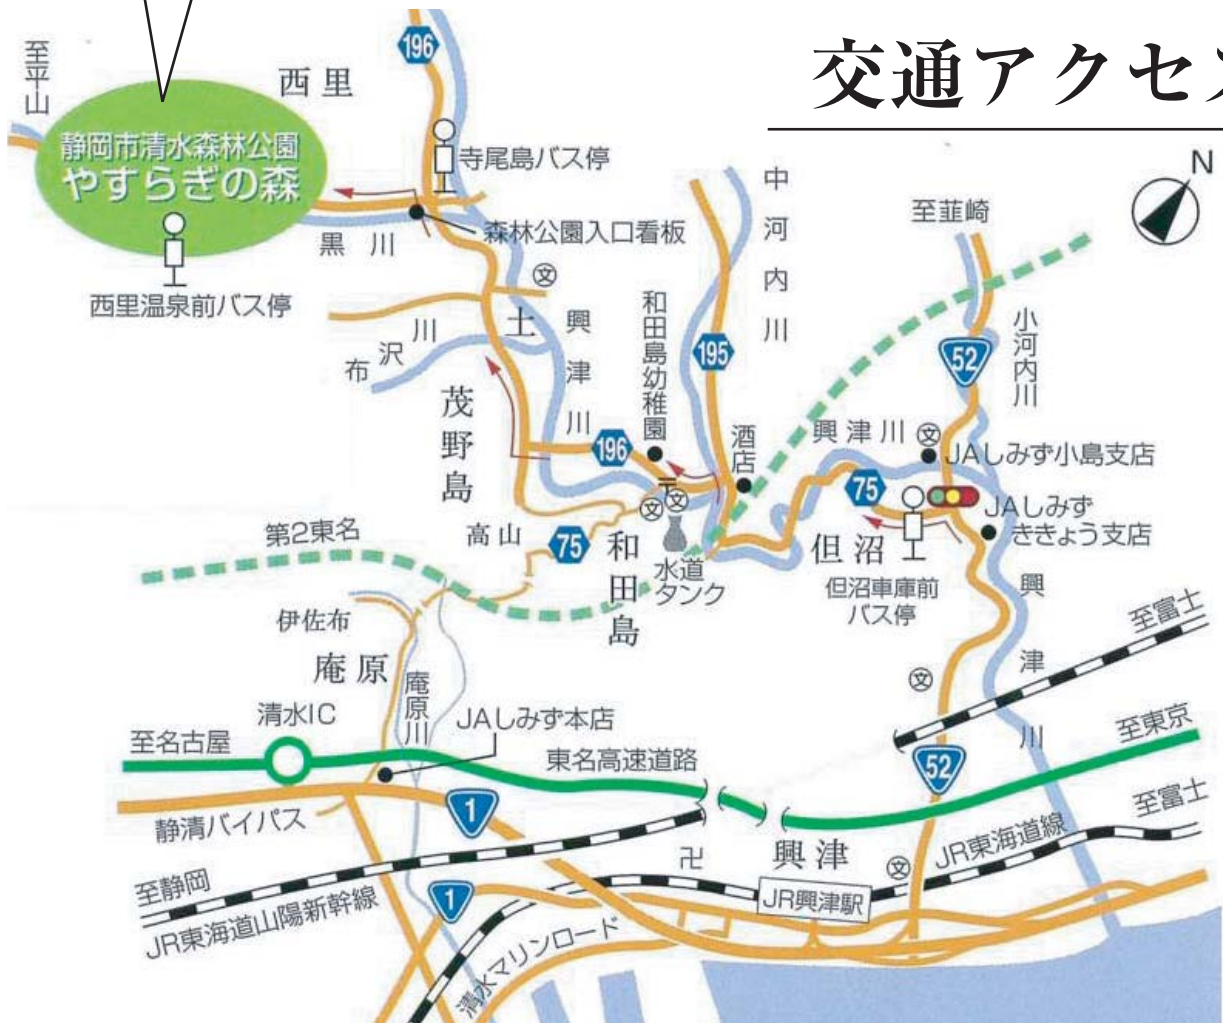 交通アクセス
至平山
静岡市清水森林公園
やすらぎの森
西里温泉前バス停
西里
196
寺尾島バス停
森林公園入口看板
黒川
文
中河内川
N
至韮崎
布沢川
土
興津川
茂野島
和田島幼稚園
195
52
小河内川
196
酒店
興津川
文
JAしみず小島支店
75
JAしみず
ききょう支店
〒
文
文
第2東名
高山
75
和田島
水道
タンク
但沼
但沼車庫前
バス停
伊佐布
庵原
庵原川
興津川
至富士
文
清水IC
JAしみず本店
至名古屋
東名高速道路
至東京
52
静清バイパス
1
至富士
卍
興津
文
JR東海道線
至静岡
JR東海道山陽新幹線
1
JR興津駅
清水マリンロード